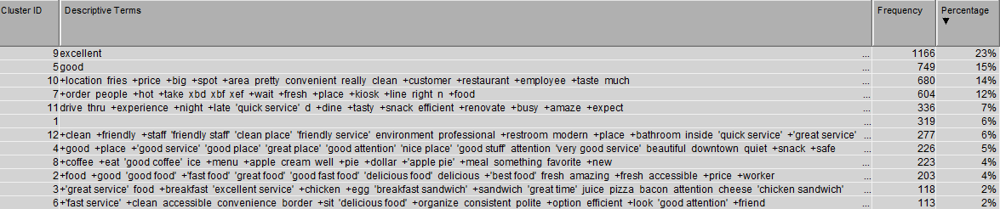 Cluster ID Descriptive Terms Frequency Percentage ▼
9 excellent ... 1166 23%
5 good 749 15%
10 +location fries +price +big +spot +area pretty convenient really clean +customer +restaurant +employee +taste much ... 680 14%
7 +order people +hot +take xbd xbf xef +wait +fresh +place +kiosk +line right n +food ... 604 12%
11 drive thru +experience +night +late 'quick service' d +dine +tasty +snack efficient +renovate +busy +amaze +expect ... 336 7%
1 319 6%
12 +clean +friendly +staff 'friendly staff' 'clean place' 'friendly service' environment professional +restroom modern +place +bathroom inside 'quick service' +'great service' ... 277 6%
4 +good +place +'good service' 'good place' 'great place' 'good attention' 'nice place' 'good stuff' attention 'very good service' beautiful downtown quiet +snack +safe ... 226 5%
8 +coffee +eat 'good coffee' ice +menu +apple cream well +pie +dollar +'apple pie' +meal something favorite +new ... 223 4%
2 +food +good 'good food' +'fast food' 'great food' 'good fast food' 'delicious food' delicious +'best food' fresh amazing +fresh accessible +price +worker ... 203 4%
3 +'great service' food +breakfast 'excellent service' +chicken +egg 'breakfast sandwich' +sandwich 'great time' juice pizza bacon attention cheese 'chicken sandwich' ... 118 2%
6 +'fast service' +clean accessible convenience border +sit 'delicious food' +organize consistent polite +option efficient +look 'good attention' +friend ... 113 2%